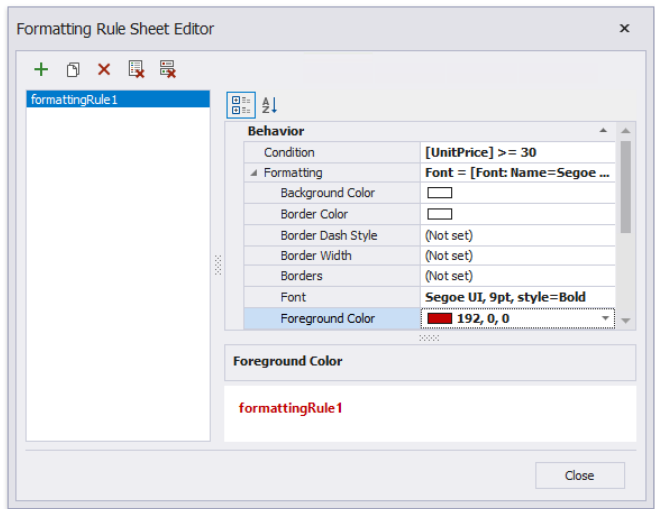 Formatting Rule Sheet Editor
formattingRule1
Behavior
Condition [UnitPrice] >= 30
Formatting Font = [Font: Name=Segoe ...
Background Color
Border Color
Border Dash Style (Not set)
Border Width (Not set)
Borders (Not set)
Font Segoe UI, 9pt, style=Bold
Foreground Color 192, 0, 0
Foreground Color
formattingRule1
Close